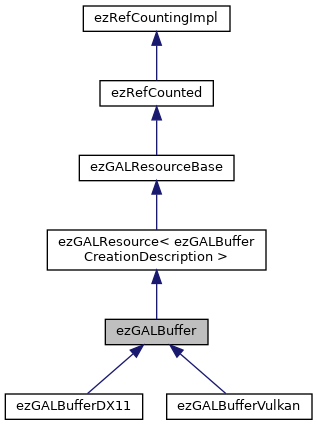 ezRefCountingImpl
ezRefCounted
ezGALResourceBase
ezGALResource< ezGALBuffer
CreationDescription >
ezGALBuffer
ezGALBufferDX11
ezGALBufferVulkan